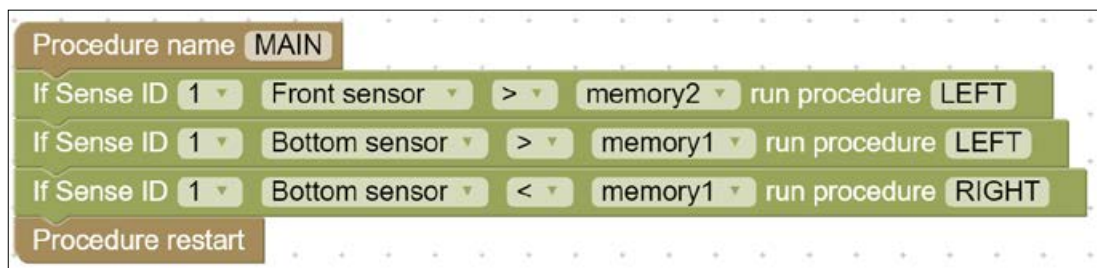 Procedure name MAIN
If Sense ID 1 Front sensor > memory2 run procedure LEFT
If Sense ID 1 Bottom sensor > memory1 run procedure LEFT
If Sense ID 1 Bottom sensor < memory1 run procedure RIGHT
Procedure restart